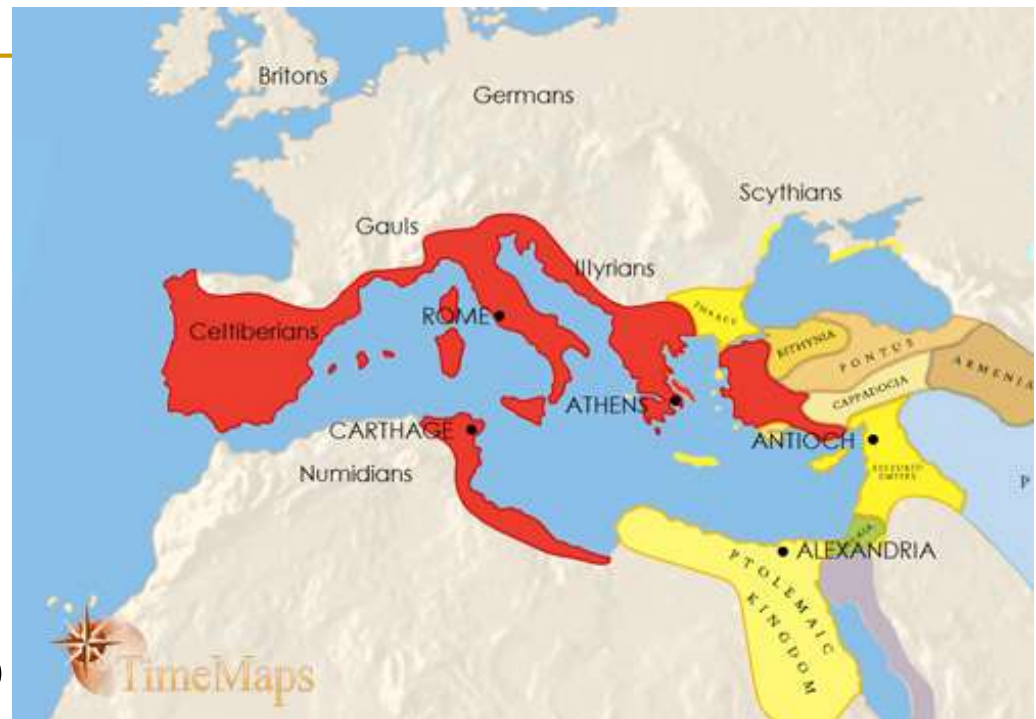 Britons
Germans
Scythians
Gauls
Illyrians
THRACE
ROME
Celtiberians
BITHYNIA
PONTUS
ARMENIA
CAPPADOCIA
ATHENS
CARTHAGE
ANTIOCH
Numidians
P
ALEXANDRIA
PTOLEMAIC
KINGDOM
TimeMaps
)